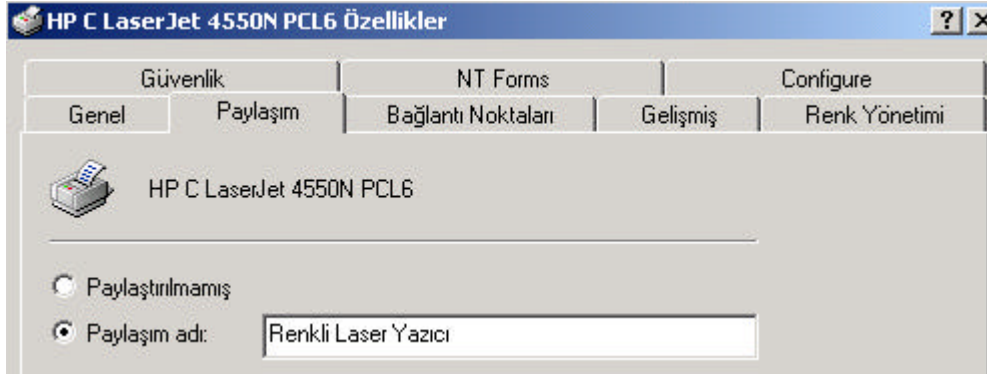 HP C LaserJet 4550N PCL6 Özellikler
Güvenlik NT Forms Configure
Genel Paylaşım Bağlantı Noktaları Gelişmiş Renk Yönetimi
HP C LaserJet 4550N PCL6
Paylaştırılmamış
Paylaşım adı: Renkli Laser Yazıcı